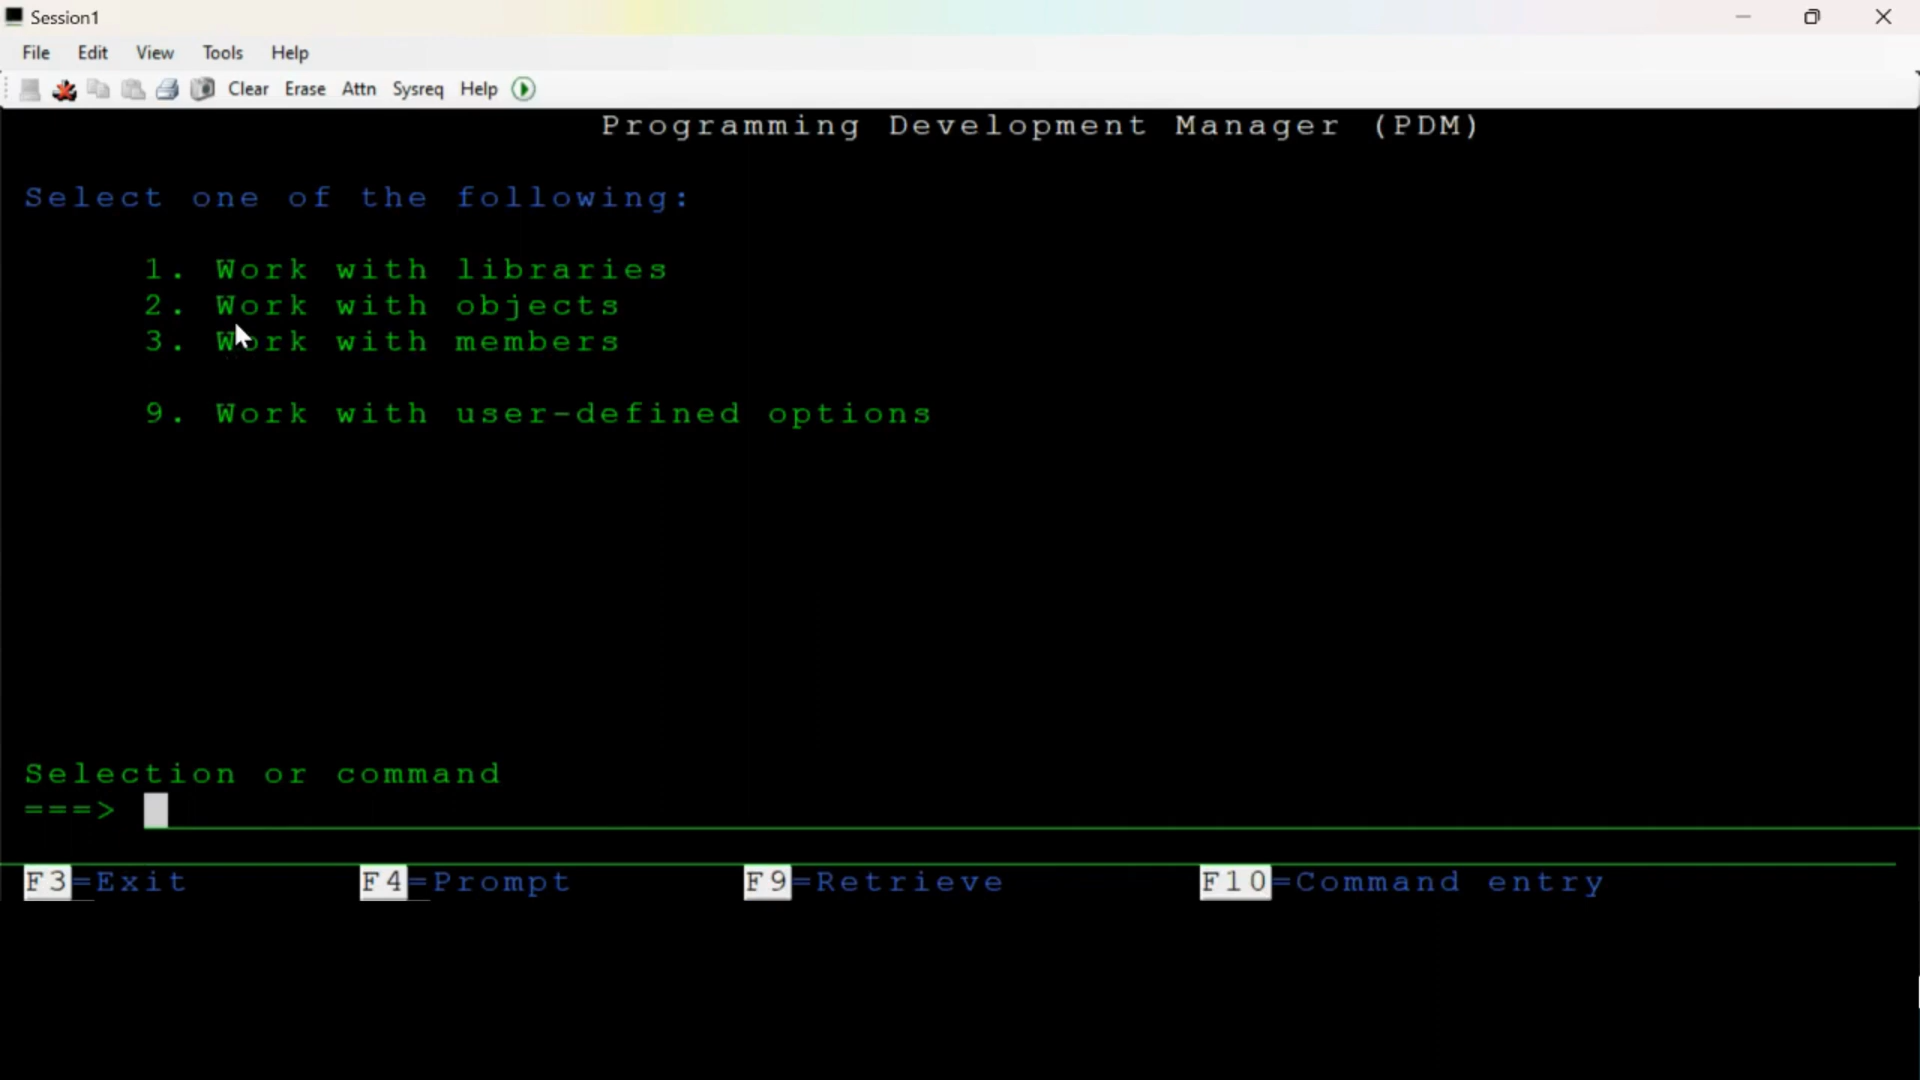 Session1
File Edit View Tools Help
Clear Erase Attn Sysreq Help
Programming Development Manager (PDM)
Select one of the following:
1. Work with libraries
2. Work with objects
3. Work with members
9. Work with user-defined options
Selection or command
===>
F3=Exit F4=Prompt F9=Retrieve F10=Command entry